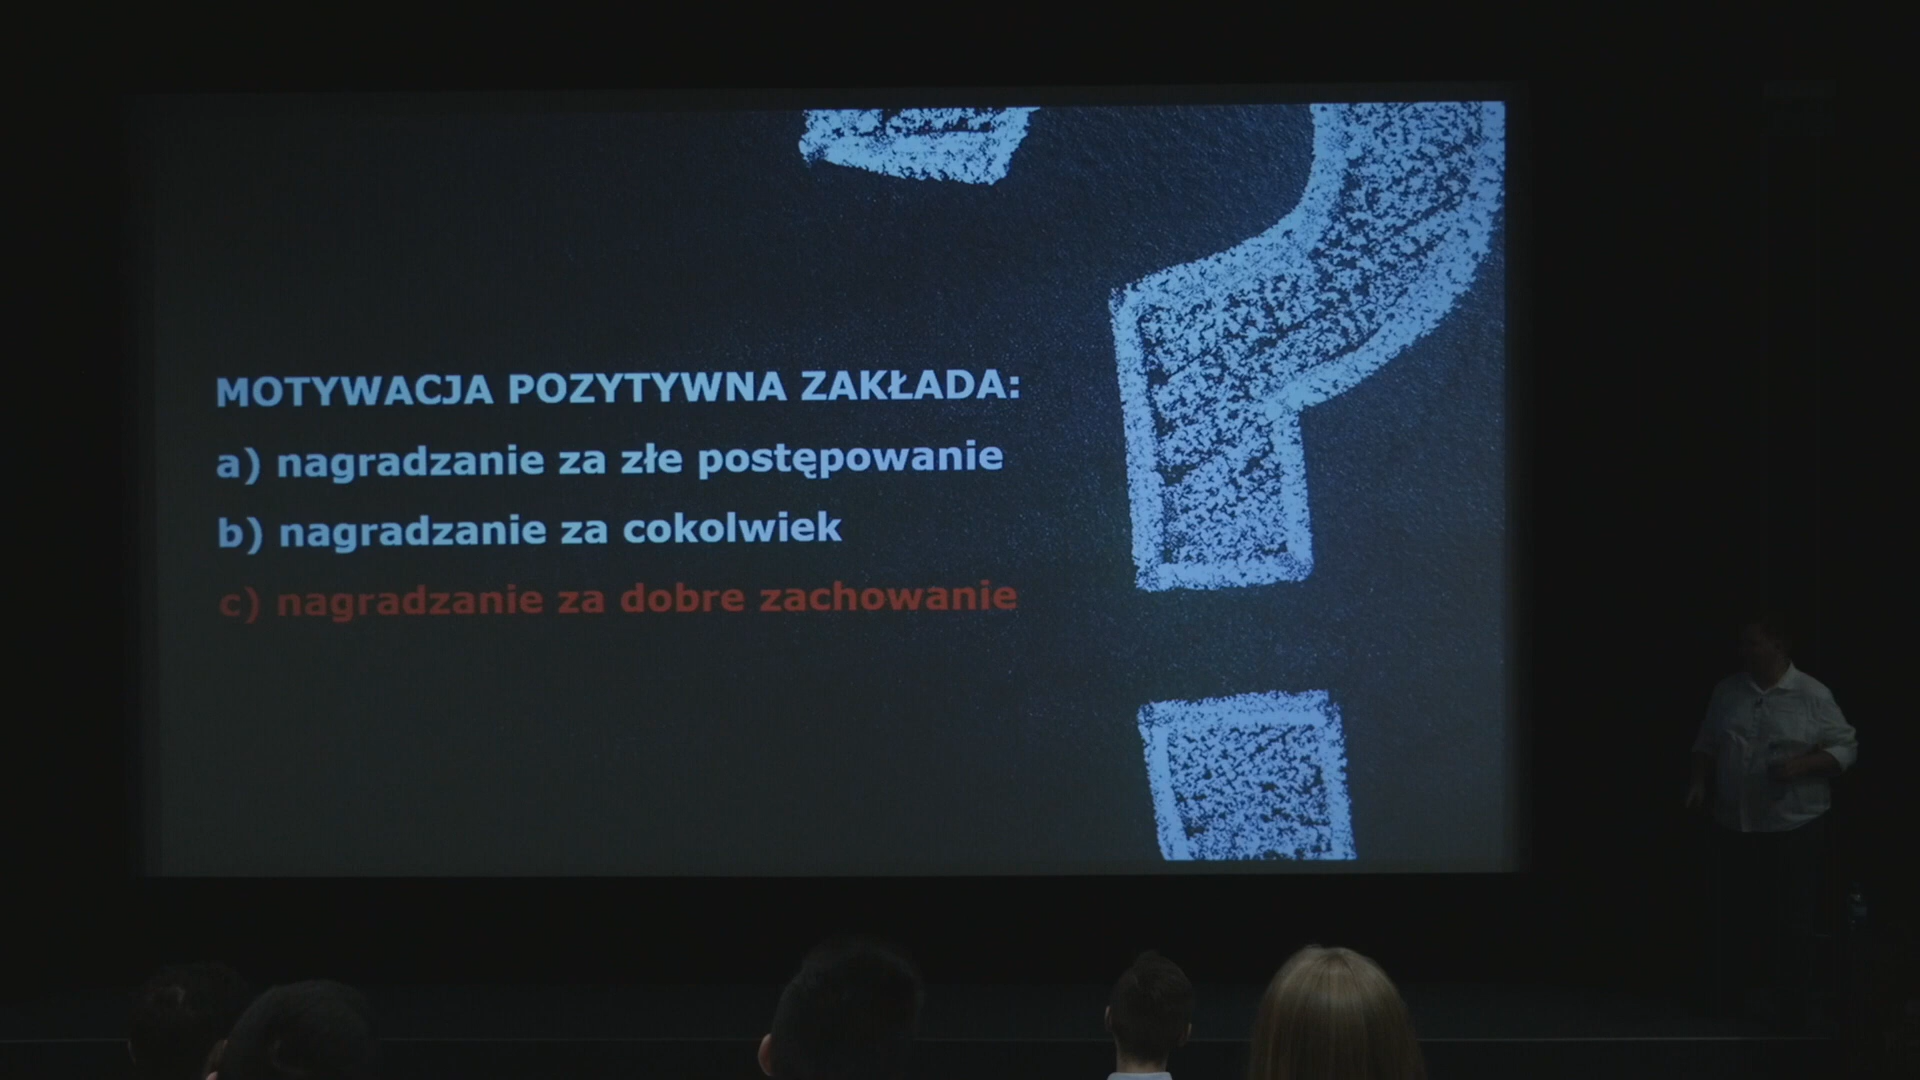 MOTYWACJA POZYTYWNA ZAKŁADA:
a) nagradzanie za złe postępowanie
b) nagradzanie za cokolwiek
c) nagradzanie za dobre zachowanie